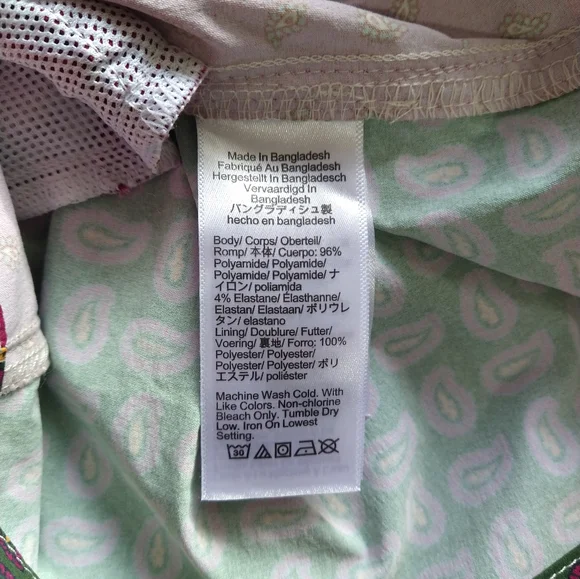 Made In Bangladesh
Fabriqué Au Bangladesh
Hergestellt In Bangladesch
Vervaardigd In
Bangladesh
バングラディシュ製
hecho en bangladesh
Body/ Corps/ Oberteil/
Romp/ 本体/ Cuerpo: 96%
Polyamide/ Polyamide/
Polyamide/ Polyamide/ ナ
イロン/ poliamida
4% Elastane/ Élasthanne/
Elastan/ Elastaan/ ポリウレ
タン/ elastano
Lining/ Doublure/ Futter/
Voering/ 裏地/ Forro: 100%
Polyester/ Polyester/
Polyester/ Polyester/ ポリ
エステル/ poliéster
Machine Wash Cold. With
Like Colors. Non-chlorine
Bleach Only. Tumble Dry
Low. Iron On Lowest
Setting.
30